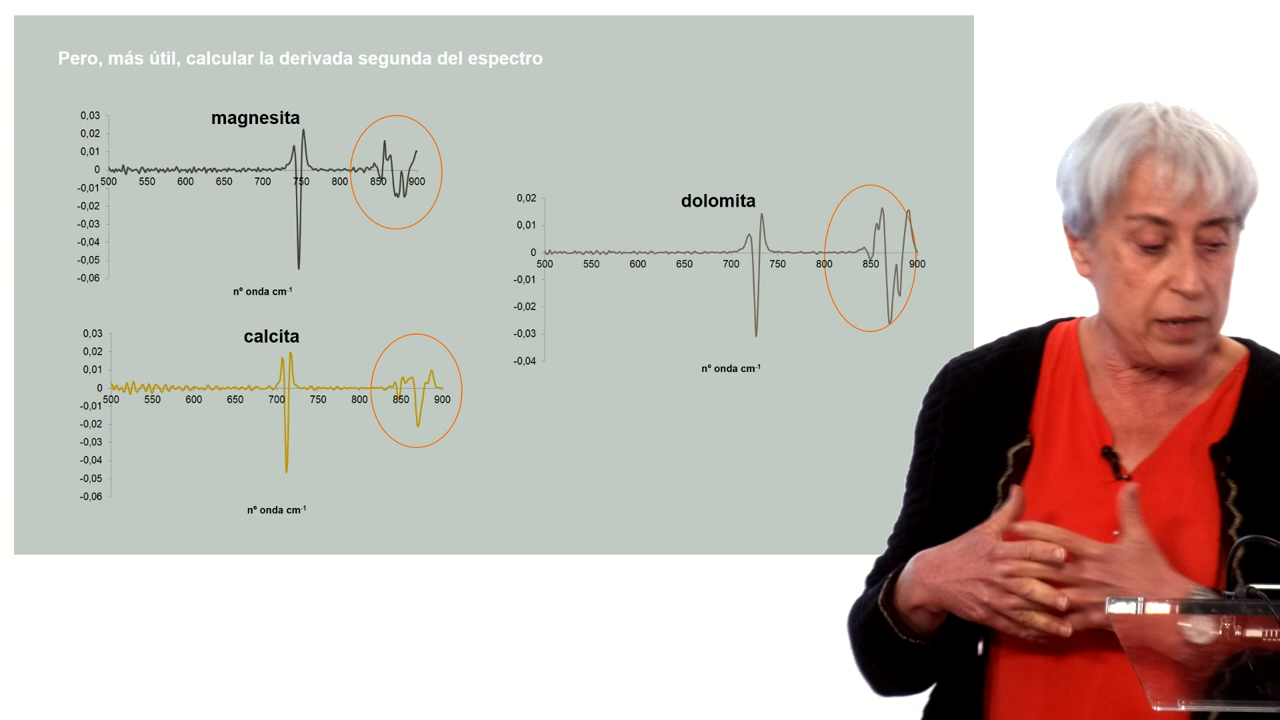 Pero, más útil, calcular la derivada segunda del espectro
magnesita
0,03
0,02
0,01
0
-0,01
-0,02
-0,03
-0,04
-0,05
-0,06
500 550 600 650 700 750 800 850 900
nº onda cm-1
calcita
0,03
0,02
0,01
0
-0,01
-0,02
-0,03
-0,04
-0,05
-0,06
500 550 600 650 700 750 800 850 900
nº onda cm-1
dolomita
0,02
0,01
0
-0,01
-0,02
-0,03
-0,04
500 550 600 650 700 750 800 850 900
nº onda cm-1